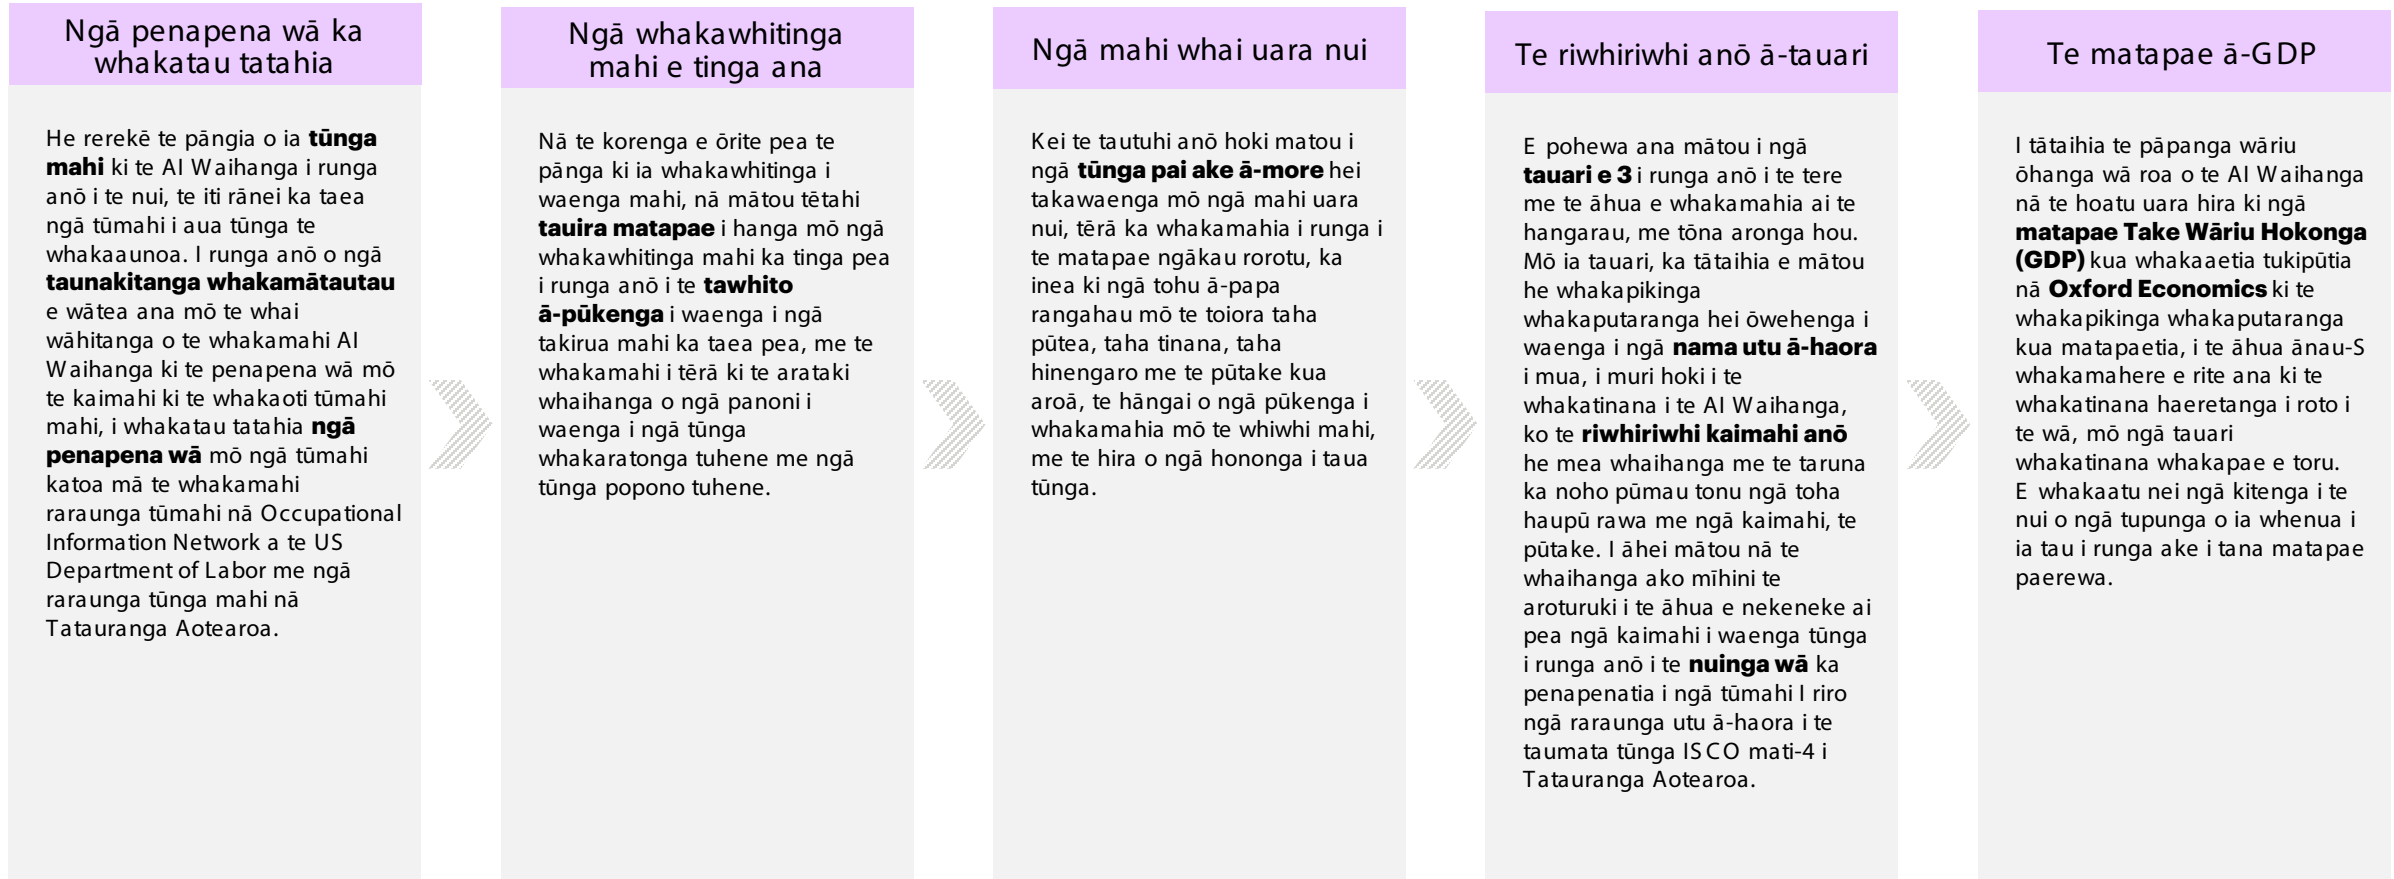 Ngā penapena wā ka
whakatau tatahia
He rerekē te pāngia o ia tūnga
mahi ki te AI Waihanga i runga
anō i te nui, te iti rānei ka taea
ngā tūmahi i aua tūnga te
whakaaunoa. I runga anō o ngā
taunakitanga whakamātautau
e wātea ana mō te whai
wāhitanga o te whakamahi AI
Waihanga ki te penapena wā mō
te kaimahi ki te whakaoti tūmahi
mahi, i whakatau tatahia ngā
penapena wā mō ngā tūmahi
katoa mā te whakamahi
raraunga tūmahi nā Occupational
Information Network a te US
Department of Labor me ngā
raraunga tūnga mahi nā
Tatauranga Aotearoa.
Ngā whakawhitinga
mahi e tinga ana
Nā te korenga e ōrite pea te
pānga ki ia whakawhitinga i
waenga mahi, nā mātou tētahi
tauira matapae i hanga mō ngā
whakawhitinga mahi ka tinga pea
i runga anō i te tawhito
ā-pūkenga i waenga i ngā
takirua mahi ka taea pea, me te
whakamahi i tērā ki te arataki
whaihanga o ngā panoni i
waenga i ngā tūnga
whakaratonga tuhene me ngā
tūnga popono tuhene.
Ngā mahi whai uara nui
Kei te tautuhi anō hoki matou i
ngā tūnga pai ake ā-more hei
takawaenga mō ngā mahi uara
nui, tērā ka whakamahia i runga i
te matapae ngākau rorotu, ka
inea ki ngā tohu ā-papa
rangahau mō te toiora taha
pūtea, taha tinana, taha
hinengaro me te pūtake kua
aroā, te hāngai o ngā pūkenga i
whakamahia mō te whiwhi mahi,
me te hira o ngā hononga i taua
tūnga.
Te riwhiriwhi anō ā-tauari
E pohewa ana mātou i ngā
tauari e 3 i runga anō i te tere
me te āhua e whakamahia ai te
hangarau, me tōna aronga hou.
Mō ia tauari, ka tātaihia e mātou
he whakapikinga
whakaputaranga hei ōwehenga i
waenga i ngā nama utu ā-haora
i mua, i muri hoki i te
whakatinana i te AI Waihanga,
ko te riwhiriwhi kaimahi anō
he mea whaihanga me te taruna
ka noho pūmau tonu ngā toha
haupū rawa me ngā kaimahi, te
pūtake. I āhei mātou nā te
whaihanga ako mīhini te
aroturuki i te āhua e nekeneke ai
pea ngā kaimahi i waenga tūnga
i runga anō i te nuinga wā ka
penapenatia i ngā tūmahi I riro
ngā raraunga utu ā-haora i te
taumata tūnga ISCO mati-4 i
Tatauranga Aotearoa.
Te matapae ā-GDP
I tātaihia te pāpanga wāriu
ōhanga wā roa o te AI Waihanga
nā te hoatu uara hira ki ngā
matapae Take Wāriu Hokonga
(GDP) kua whakaaetia tukipūtia
nā Oxford Economics ki te
whakapikinga whakaputaranga
kua matapaetia, i te āhua ānau-S
whakamahere e rite ana ki te
whakatinana haeretanga i roto i
te wā, mō ngā tauari
whakatinana whakapae e toru.
E whakaatu nei ngā kitenga i te
nui o ngā tupunga o ia whenua i
ia tau i runga ake i tana matapae
paerewa.